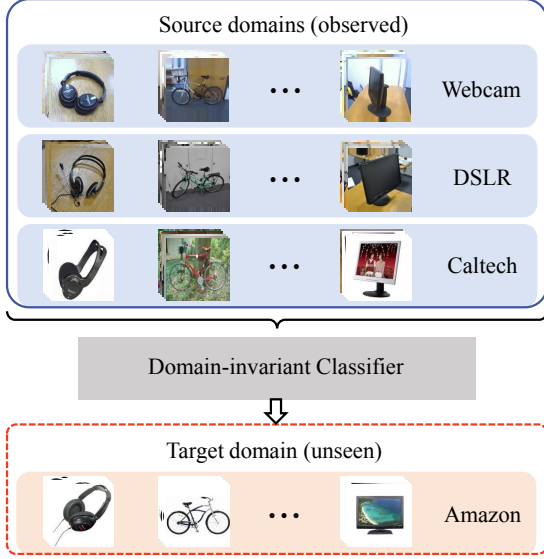 Source domains (observed)
Webcam
DSLR
Caltech
Domain-invariant Classifier
Target domain (unseen)
Amazon